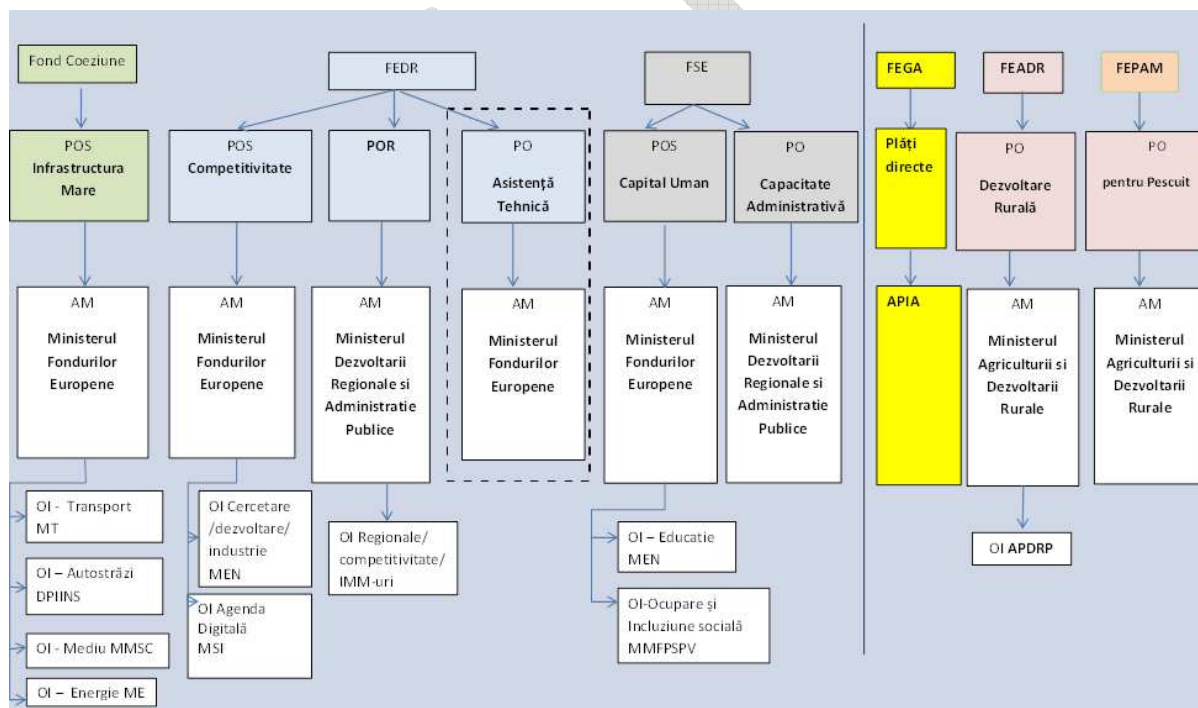 Fond Coeziune
FEDR
FSE
FEGA
FEADR
FEPAM
POS
Infrastructura
Mare
POS
Competitivitate
POR
PO
Asistență
Tehnică
POS
Capital Uman
PO
Capacitate
Administrativă
Plăți
directe
PO
Dezvoltare
Rurală
PO
pentru Pescuit
AM
Ministerul
Fondurilor
Europene
AM
Ministerul
Fondurilor
Europene
AM
Ministerul
Dezvoltarii
Regionale si
Administratie
Publice
AM
Ministerul
Fondurilor
Europene
AM
Ministerul
Fondurilor
Europene
AM
Ministerul
Dezvoltarii
Regionale si
Administratie
Publice
APIA
AM
Ministerul
Agriculturii si
Dezvoltarii
Rurale
AM
Ministerul
Agriculturii si
Dezvoltarii
Rurale
OI - Transport
MT
OI – Autostrăzi
DPIINS
OI - Mediu MMSC
OI – Energie ME
OI Cercetare
/dezvoltare/
industrie
MEN
OI Agenda
Digitală
MSI
OI Regionale/
competitivitate/
IMM-uri
OI – Educatie
MEN
OI-Ocupare și
Incluziune socială
MMFPSPV
OI APDRP